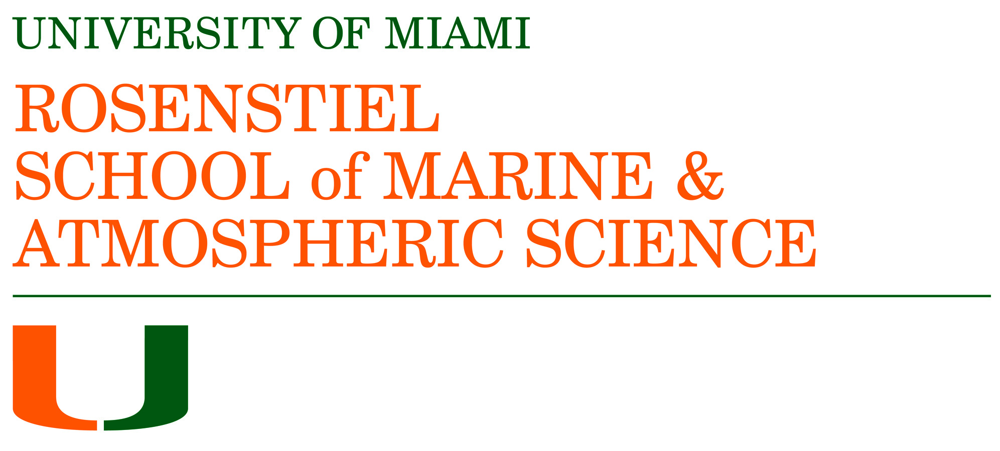 UNIVERSITY OF MIAMI
ROSENSTIEL
SCHOOL of MARINE &
ATMOSPHERIC SCIENCE
U